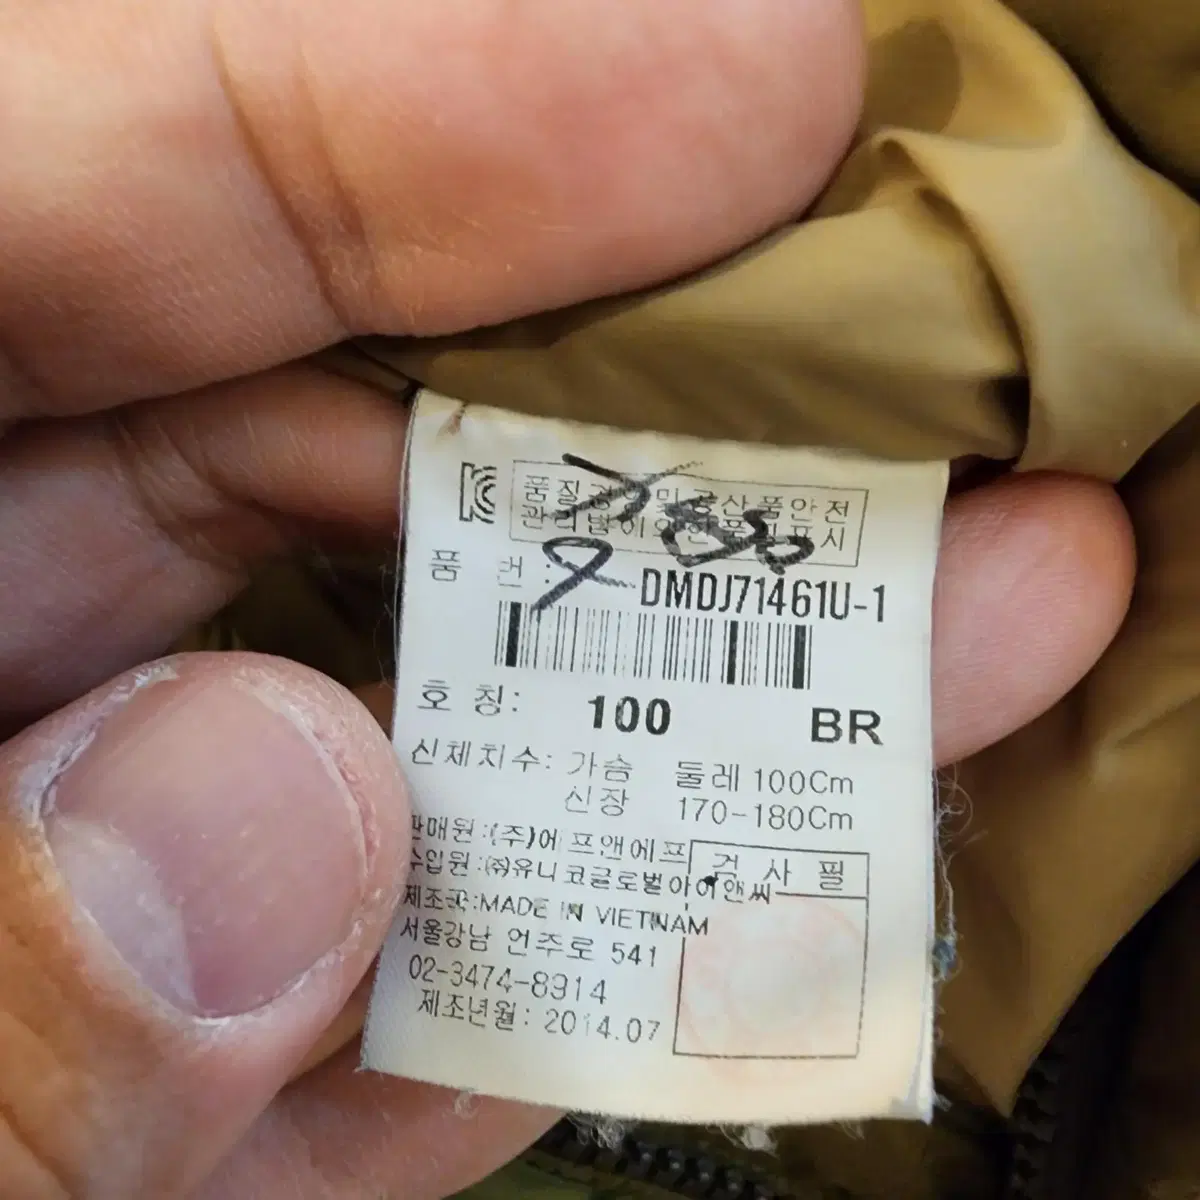 품질경영 및 공산품안전
관리법에 의한 품질표시
품 번: DMDJ71461U-1
호 칭: 100 BR
신체치수: 가슴 둘레 100Cm
신장 170-180Cm
판매원:(주)에프앤에프
검 사 필
수입원:㈜유니코글로벌아이앤씨
제조국:MADE IN VIETNAM
서울강남 언주로 541
02-3474-8914
제조년월: 2014.07